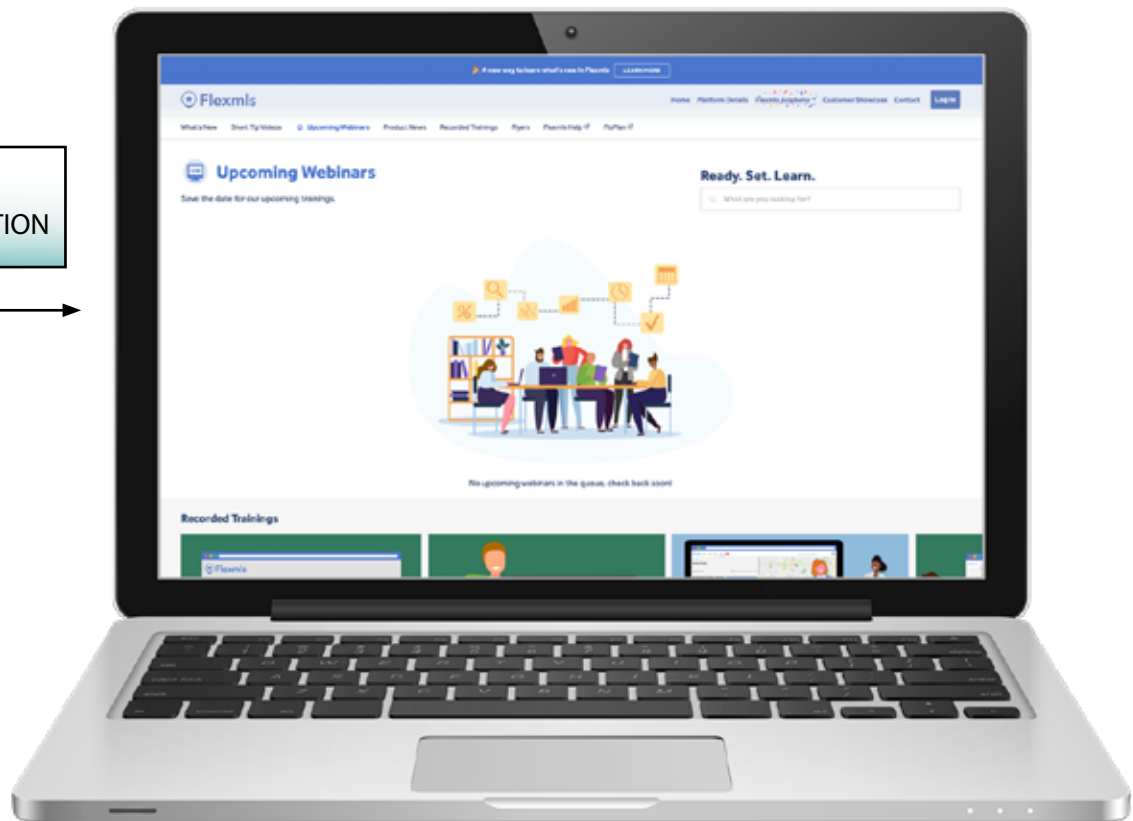 TION
A new way to learn what's new in Flexmls LEARN MORE
Flexmls
Home Platform Details Flexmls Academy Customer Showcase Contact Log in
What's New Short Tip Videos Upcoming Webinars Product News Recorded Trainings Flyers Flexmls Help FloPlan
Upcoming Webinars
Save the date for our upcoming trainings.
Ready. Set. Learn.
What are you looking for?
%
No upcoming webinars in the queue, check back soon!
Recorded Trainings
Flexmls